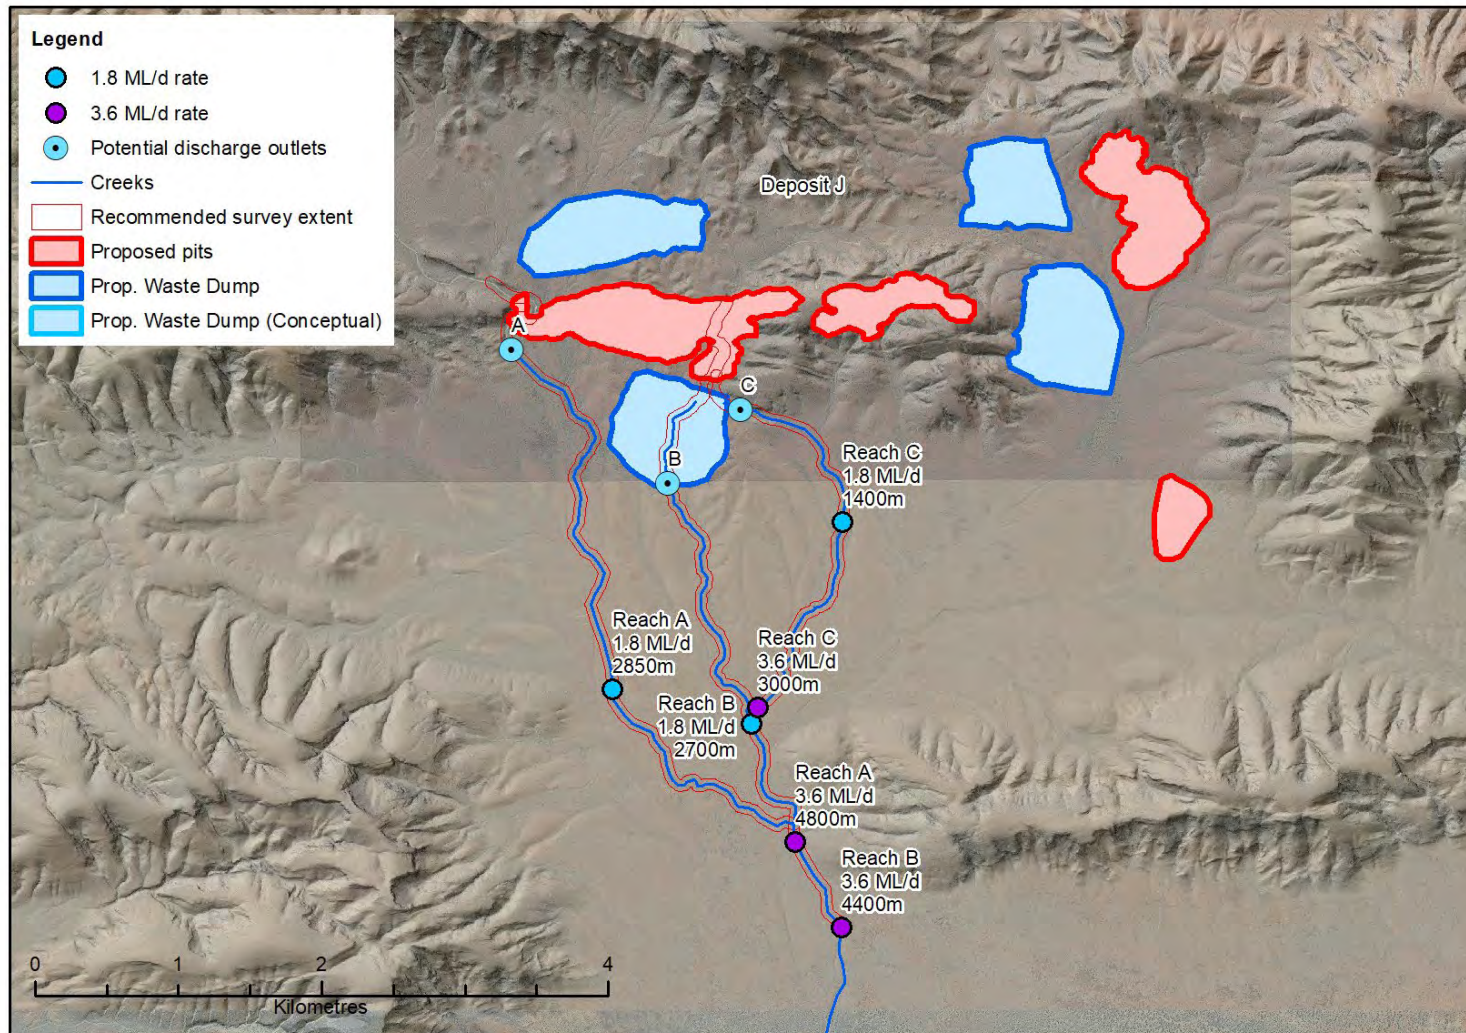 Legend
1.8 ML/d rate
3.6 ML/d rate
Potential discharge outlets
Creeks
Recommended survey extent
Proposed pits
Prop. Waste Dump
Prop. Waste Dump (Conceptual)
Deposit J
A
C
B
Reach C
1.8 ML/d
1400m
Reach A
1.8 ML/d
2850m
Reach C
3.6 ML/d
3000m
Reach B
1.8 ML/d
2700m
Reach A
3.6 ML/d
4800m
Reach B
3.6 ML/d
4400m
0 1 2 4
Kilometres